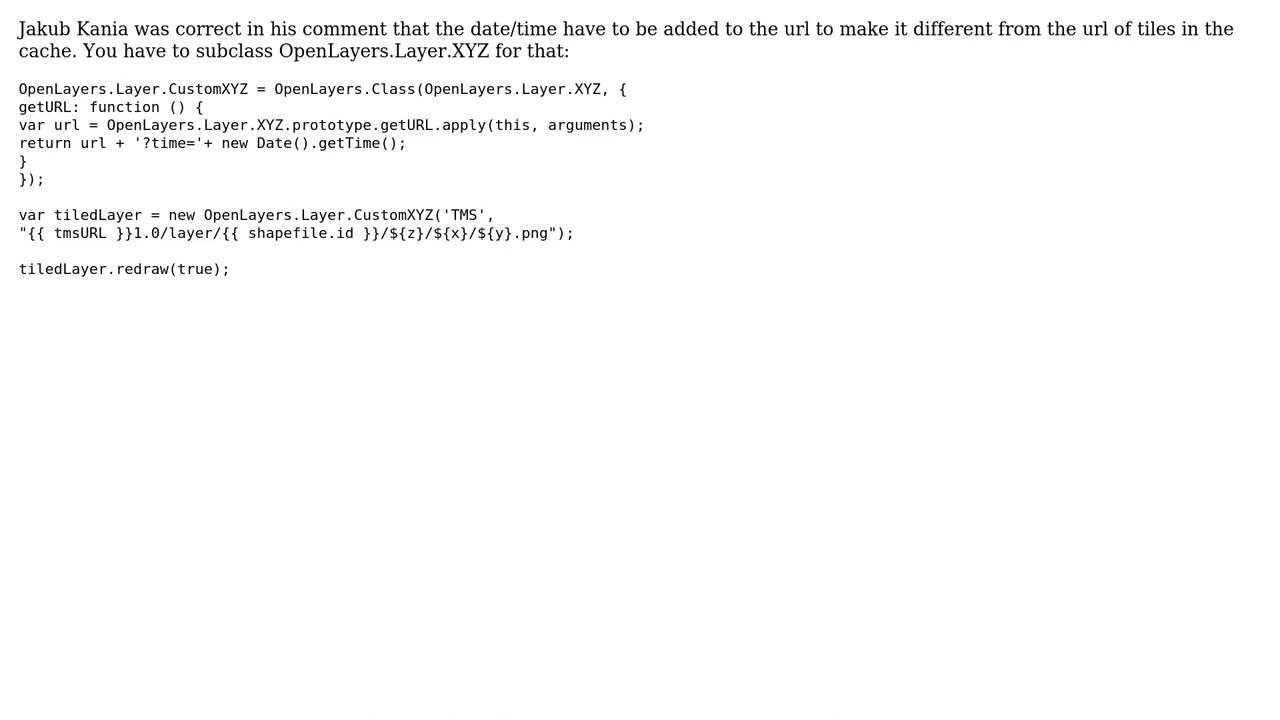 Jakub Kania was correct in his comment that the date/time have to be added to the url to make it different from the url of tiles in the
cache. You have to subclass OpenLayers.Layer.XYZ for that:
OpenLayers.Layer.CustomXYZ = OpenLayers.Class(OpenLayers.Layer.XYZ, {
getURL: function () {
var url = OpenLayers.Layer.XYZ.prototype.getURL.apply(this, arguments);
return url + '?time='+ new Date().getTime();
}
});
var tiledLayer = new OpenLayers.Layer.CustomXYZ('TMS',
"{{ tmsURL }}1.0/layer/{{ shapefile.id }}/${z}/${x}/${y}.png");
tiledLayer.redraw(true);